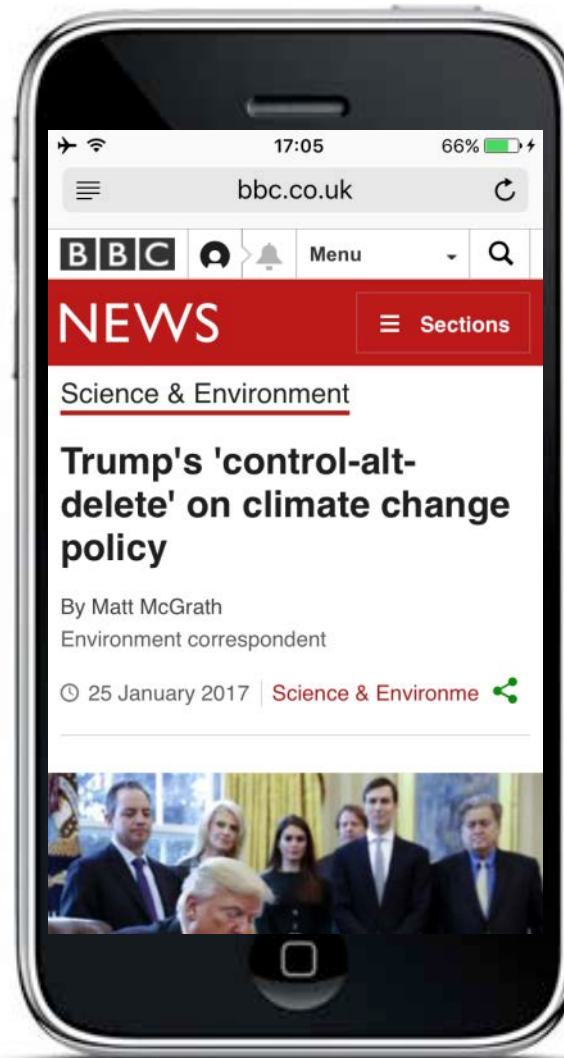 17:05
66%
bbc.co.uk
BBC
Menu
NEWS
Sections
Science & Environment
Trump's 'control-alt-
delete' on climate change
policy
By Matt McGrath
Environment correspondent
25 January 2017
Science & Environme